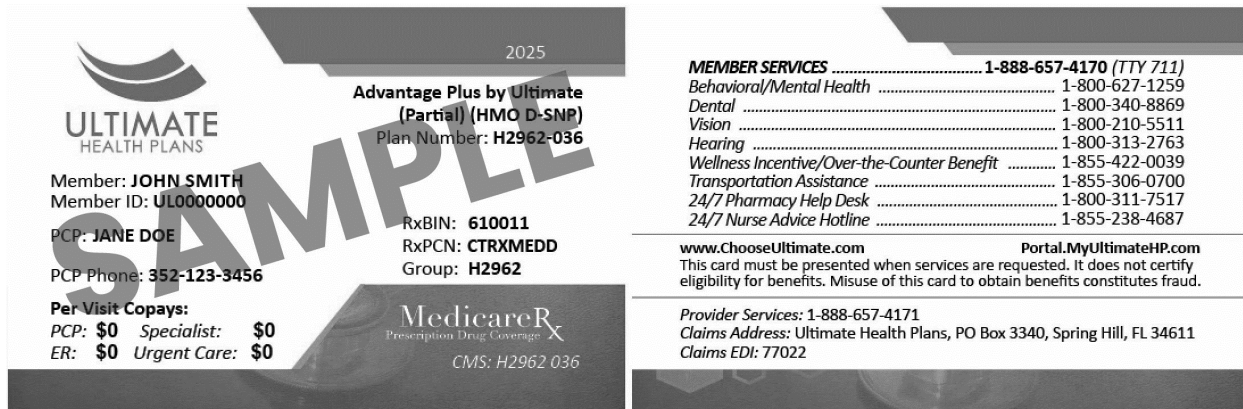 2025
ULTIMATE
HEALTH PLANS
Advantage Plus by Ultimate
(Partial) (HMO D-SNP)
Plan Number: H2962-036
SAMPLE
Member: JOHN SMITH
Member ID: UL0000000
PCP: JANE DOE
PCP Phone: 352-123-3456
RxBIN: 610011
RxPCN: CTRXMEDD
Group: H2962
Per Visit Copays:
PCP: $0 Specialist: $0
ER: $0 Urgent Care: $0
MedicareRx
Prescription Drug Coverage
CMS: H2962 036
MEMBER SERVICES ................................ 1-888-657-4170 (TTY 711)
Behavioral/Mental Health ...................................... 1-800-627-1259
Dental .................................................................... 1-800-340-8869
Vision .................................................................... 1-800-210-5511
Hearing .................................................................. 1-800-313-2763
Wellness Incentive/Over-the-Counter Benefit .......... 1-855-422-0039
Transportation Assistance ...................................... 1-855-306-0700
24/7 Pharmacy Help Desk ....................................... 1-800-311-7517
24/7 Nurse Advice Hotline ...................................... 1-855-238-4687
www.ChooseUltimate.com Portal.MyUltimateHP.com
This card must be presented when services are requested. It does not certify
eligibility for benefits. Misuse of this card to obtain benefits constitutes fraud.
Provider Services: 1-888-657-4171
Claims Address: Ultimate Health Plans, PO Box 3340, Spring Hill, FL 34611
Claims EDI: 77022